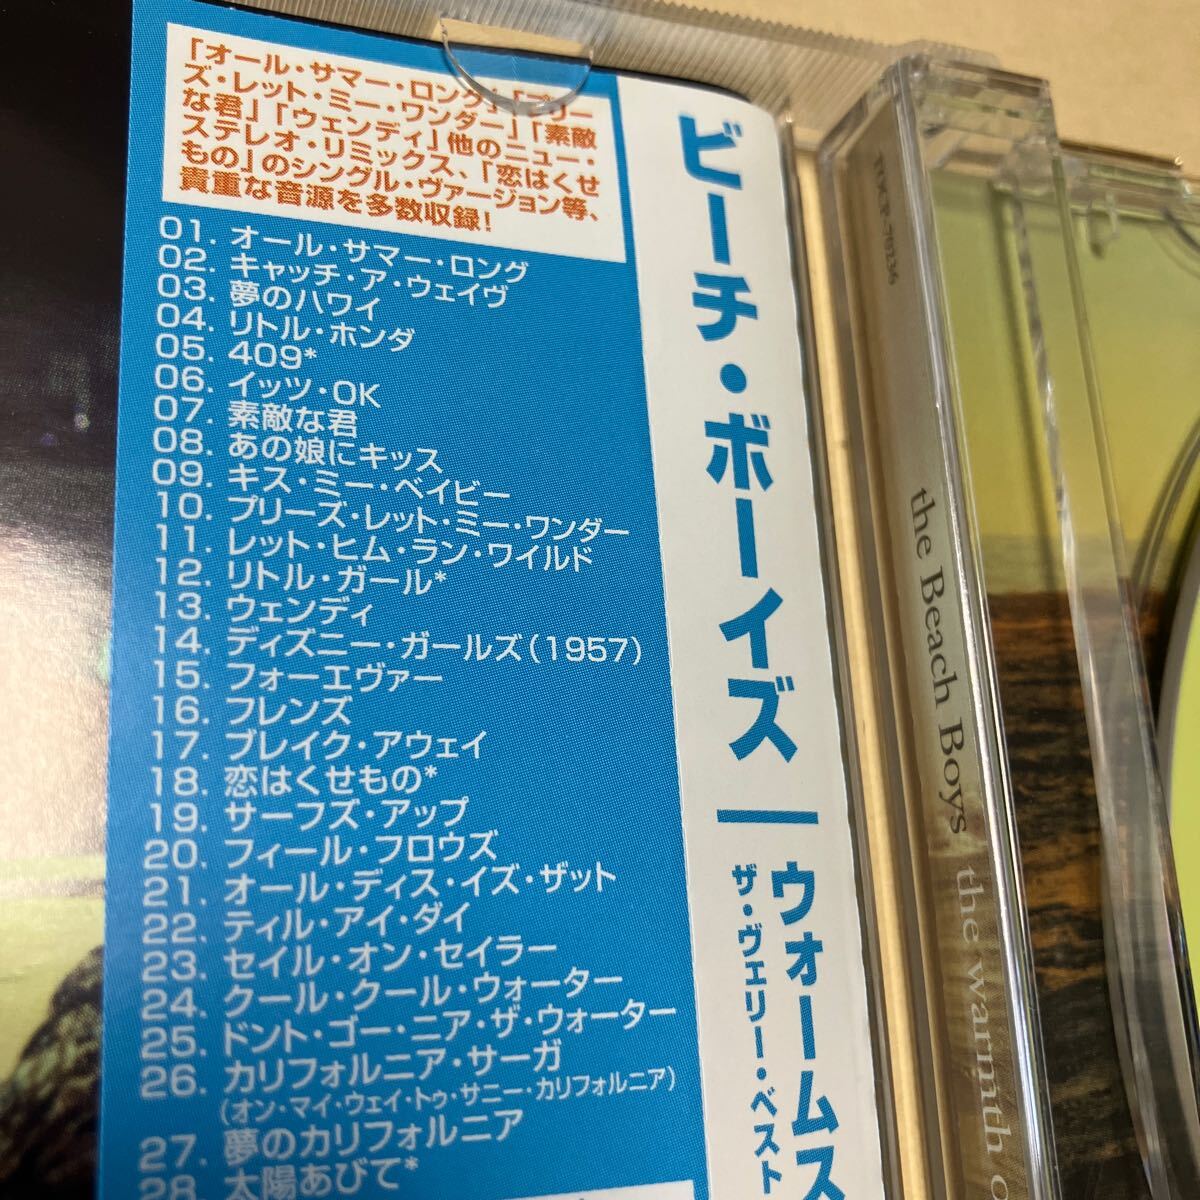 「オール・サマー・ロング」「プリー
ズ・レット・ミー・ワンダー」「素敵
な君」「ウェンディ」他のニュー・
ステレオ・リミックス、「恋はくせ
もの」のシングル・ヴァージョン等、
貴重な音源を多数収録!
01. オール・サマー・ロング
02. キャッチ・ア・ウェイヴ
03. 夢のハワイ
04. リトル・ホンダ
05. 409*
06. イッツ・OK
07. 素敵な君
08. あの娘にキッス
09. キス・ミー・ベイビー
10. プリーズ・レット・ミー・ワンダー
11. レット・ヒム・ラン・ワイルド
12. リトル・ガール*
13. ウェンディ
14. ディズニー・ガールズ(1957)
15. フォーエヴァー
16. フレンズ
17. ブレイク・アウェイ
18. 恋はくせもの*
19. サーフズ・アップ
20. フィール・フロウズ
21. オール・ディス・イズ・ザット
22. ティル・アイ・ダイ
23. セイル・オン・セイラー
24. クール・クール・ウォーター
25. ドント・ゴー・ニア・ザ・ウォーター
26. カリフォルニア・サーガ
(オン・マイ・ウェイ・トゥ・サニー・カリフォルニア)
27. 夢のカリフォルニア
28. 太陽あびて*
ビーチ・ボーイズ
ウォームス
ザ・ヴェリー・ベスト
TOCP-70236
the Beach Boys the warmth o